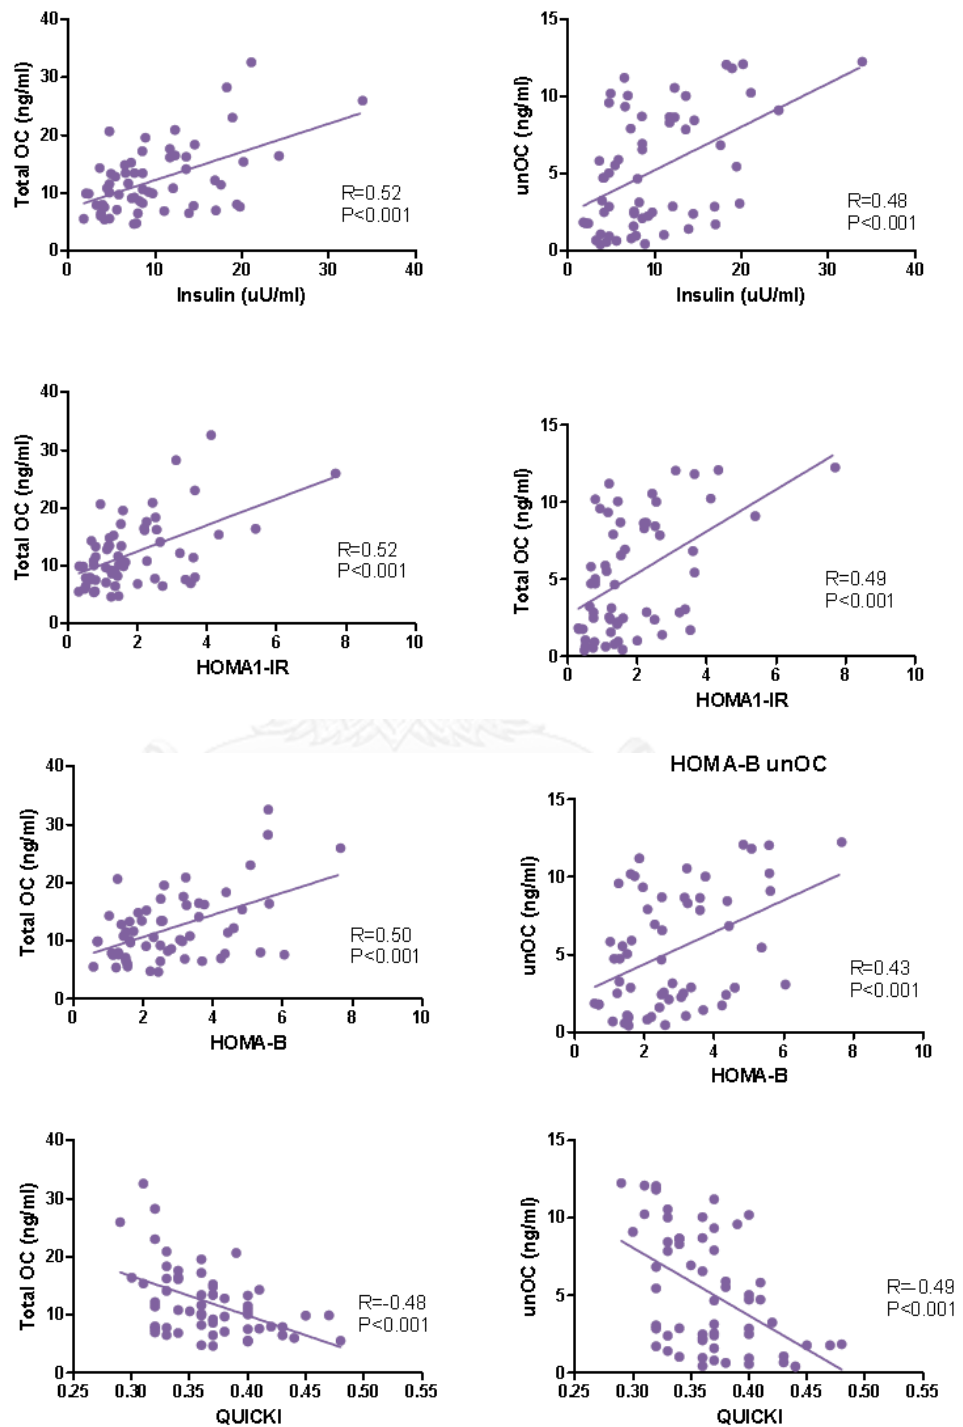 40
30
20
10
0
0 10 20 30 40
Total OC (ng/ml)
Insulin (uU/ml)
R=0.52
P<0.001
15
10
5
0
0 10 20 30 40
unOC (ng/ml)
Insulin (uU/ml)
R=0.48
P<0.001
40
30
20
10
0
0 2 4 6 8 10
Total OC (ng/ml)
HOMA1-IR
R=0.52
P<0.001
15
10
5
0
0 2 4 6 8 10
Total OC (ng/ml)
HOMA1-IR
R=0.49
P<0.001
40
30
20
10
0
0 2 4 6 8 10
Total OC (ng/ml)
HOMA-B
R=0.50
P<0.001
HOMA-B unOC
15
10
5
0
0 2 4 6 8 10
unOC (ng/ml)
HOMA-B
R=0.43
P<0.001
40
30
20
10
0
0.25 0.30 0.35 0.40 0.45 0.50 0.55
Total OC (ng/ml)
QUICKI
R=-0.48
P<0.001
15
10
5
0
0.25 0.30 0.35 0.40 0.45 0.50 0.55
unOC (ng/ml)
QUICKI
R=-0.49
P<0.001